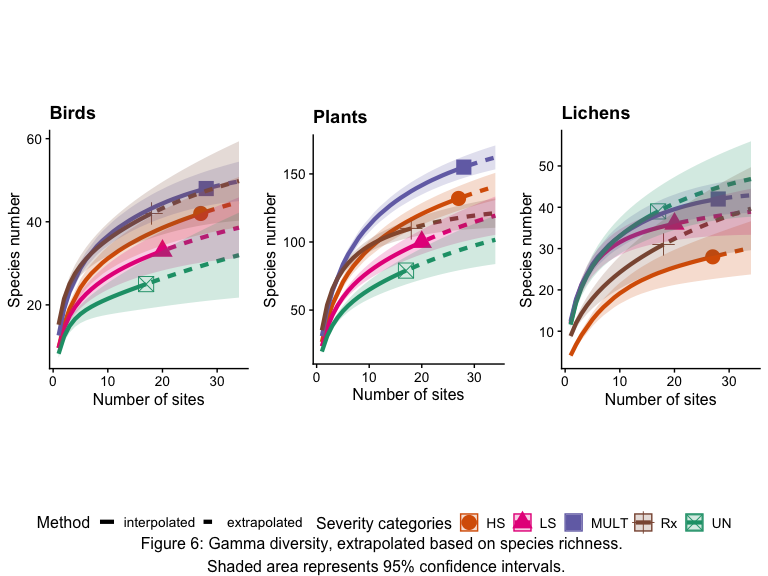 Birds
Plants
Lichens
Species number
60
40
20
0
10
20
30
Number of sites
Species number
150
100
50
0
10
20
30
Number of sites
Species number
50
40
30
20
10
0
10
20
30
Number of sites
Method interpolated extrapolated Severity categories HS LS MULT Rx UN
Figure 6: Gamma diversity, extrapolated based on species richness.
Shaded area represents 95% confidence intervals.